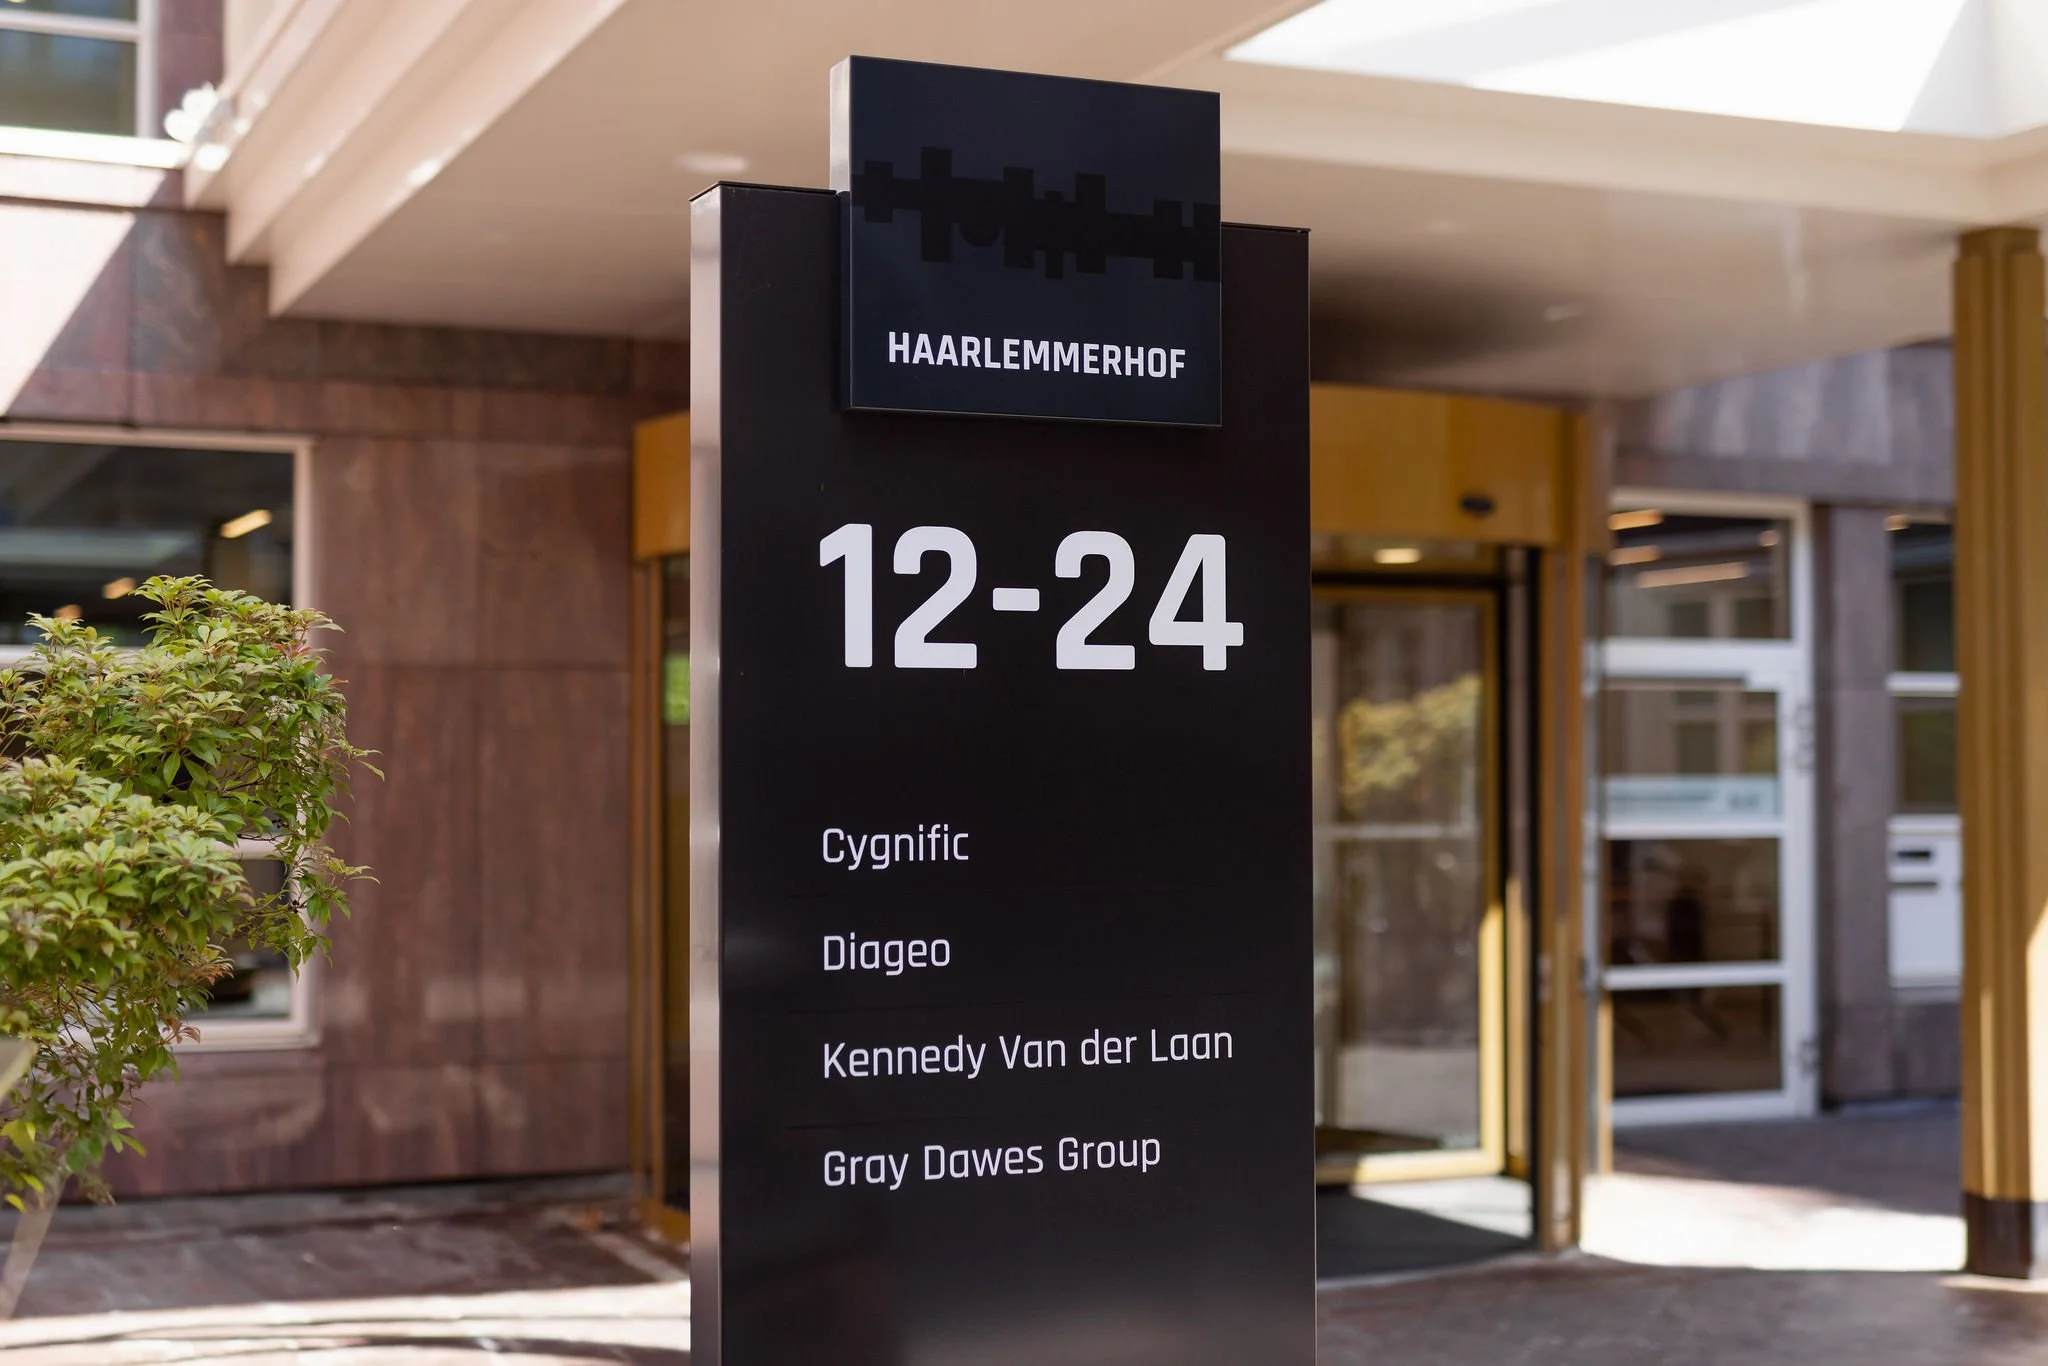 HAARLEMMERHOF
12-24
Cygnific
Diageo
Kennedy Van der Laan
Gray Dawes Group